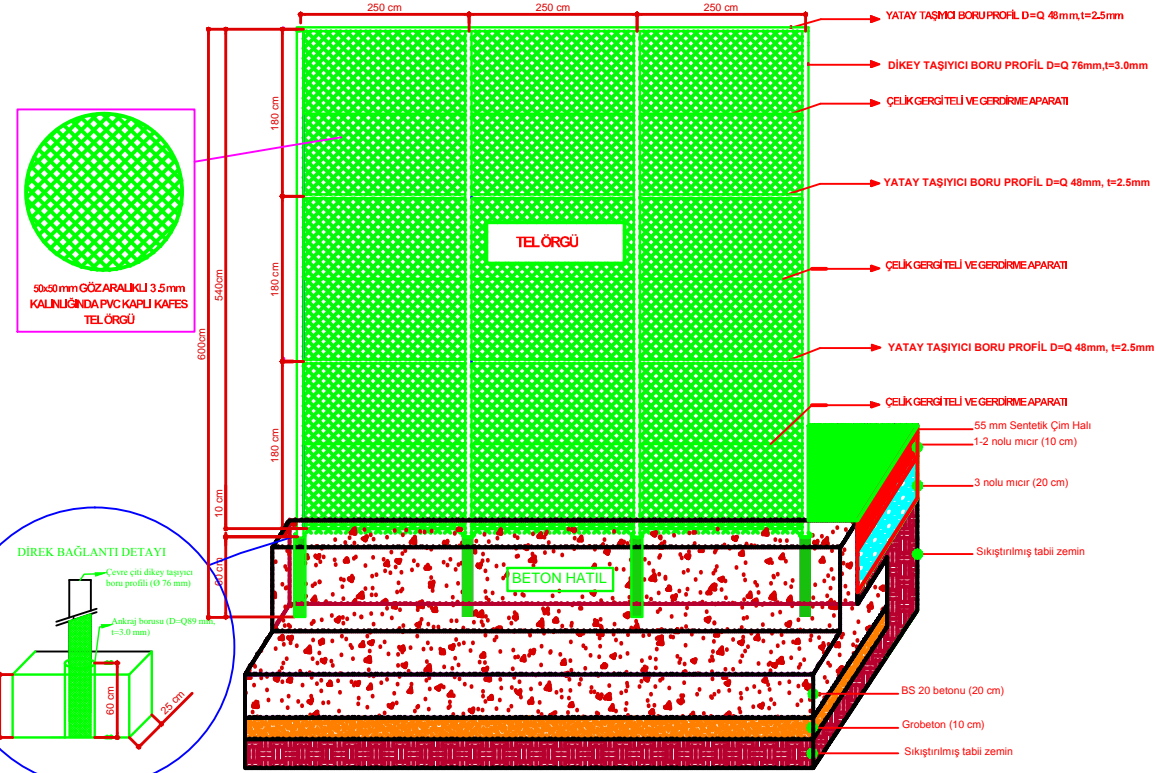 250 cm
250 cm
250 cm
YATAY TAŞIYICI BORU PROFİL D=Q 48mm,t=2.5mm
DİKEY TAŞIYICI BORU PROFİL D=Q 76mm,t=3.0mm
ÇELİK GERGİ TELİ VE GERDİRME APARATI
YATAY TAŞIYICI BORU PROFİL D=Q 48mm, t=2.5mm
ÇELİK GERGİ TELİ VE GERDİRME APARATI
YATAY TAŞIYICI BORU PROFİL D=Q 48mm, t=2.5mm
ÇELİK GERGİ TELİ VE GERDİRME APARATI
55 mm Sentetik Çim Halı
1-2 nolu mıcır (10 cm)
3 nolu mıcır (20 cm)
Sıkıştırılmış tabii zemin
BS 20 betonu (20 cm)
Grobeton (10 cm)
Sıkıştırılmış tabii zemin
180 cm
180 cm
180 cm
10 cm
540cm
600cm
60 cm
TEL ÖRGÜ
BETON HATIL
50x50 mm GÖZ ARALIKLI 3.5 mm
KALINLIĞINDA PVC KAPLI KAFES
TEL ÖRGÜ
DİREK BAĞLANTI DETAYI
Çevre çiti dikey taşıyıcı
boru profili (Ø 76 mm)
Ankraj borusu (D=Q89 mm,
t=3.0 mm)
60 cm
25 cm